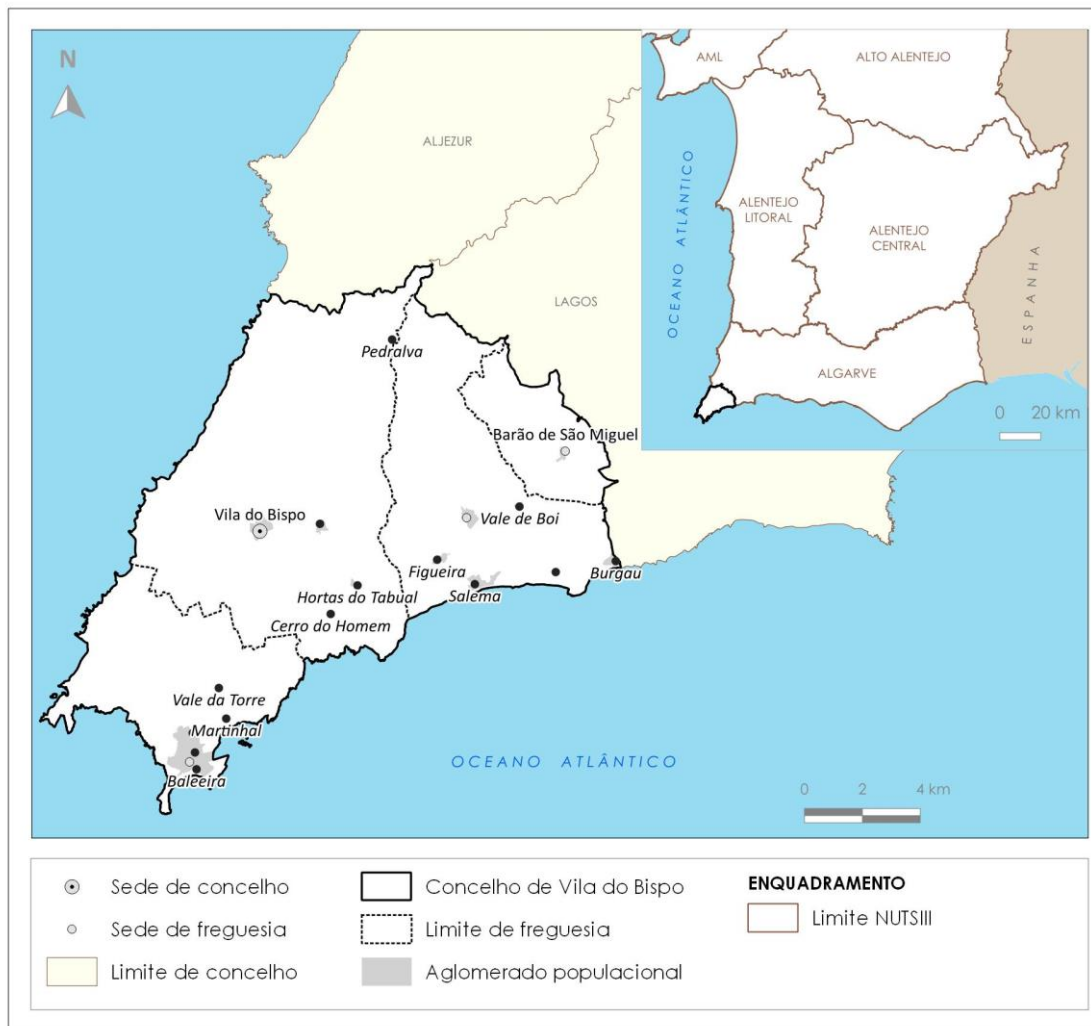 N
ALJEZUR
LAGOS
Pedralva
Barão de São Miguel
Vila do Bispo
Vale de Boi
Figueira
Salema
Burgau
Hortas do Tabual
Cerro do Homem
Vale da Torre
Martinhal
Baleeira
OCEANO ATLÂNTICO
0 2 4 km
AML
ALTO ALENTEJO
ALENTEJO
LITORAL
ALENTEJO
CENTRAL
OCEANO ATLÂNTICO
ESPANHA
ALGARVE
0 20 km
Sede de concelho
Sede de freguesia
Limite de concelho
Concelho de Vila do Bispo
Limite de freguesia
Aglomerado populacional
ENQUADRAMENTO
Limite NUTSIII